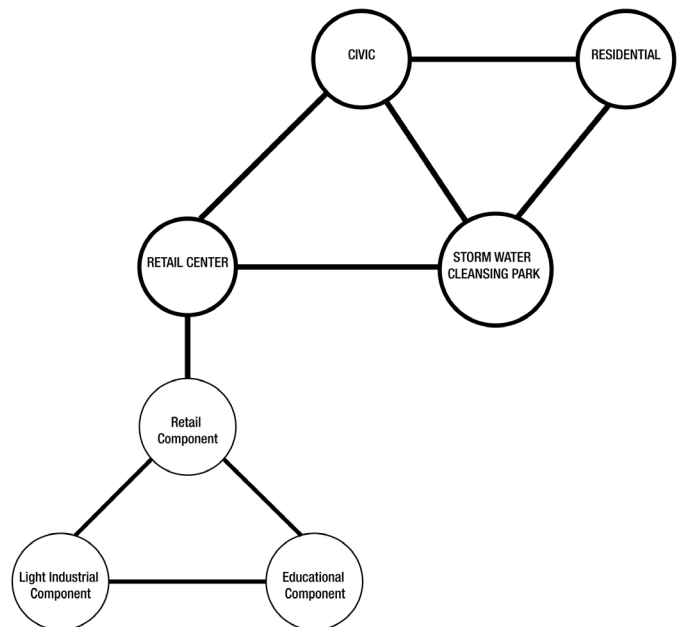 CIVIC
RESIDENTIAL
RETAIL CENTER
STORM WATER
CLEANSING PARK
Retail
Component
Light Industrial
Component
Educational
Component